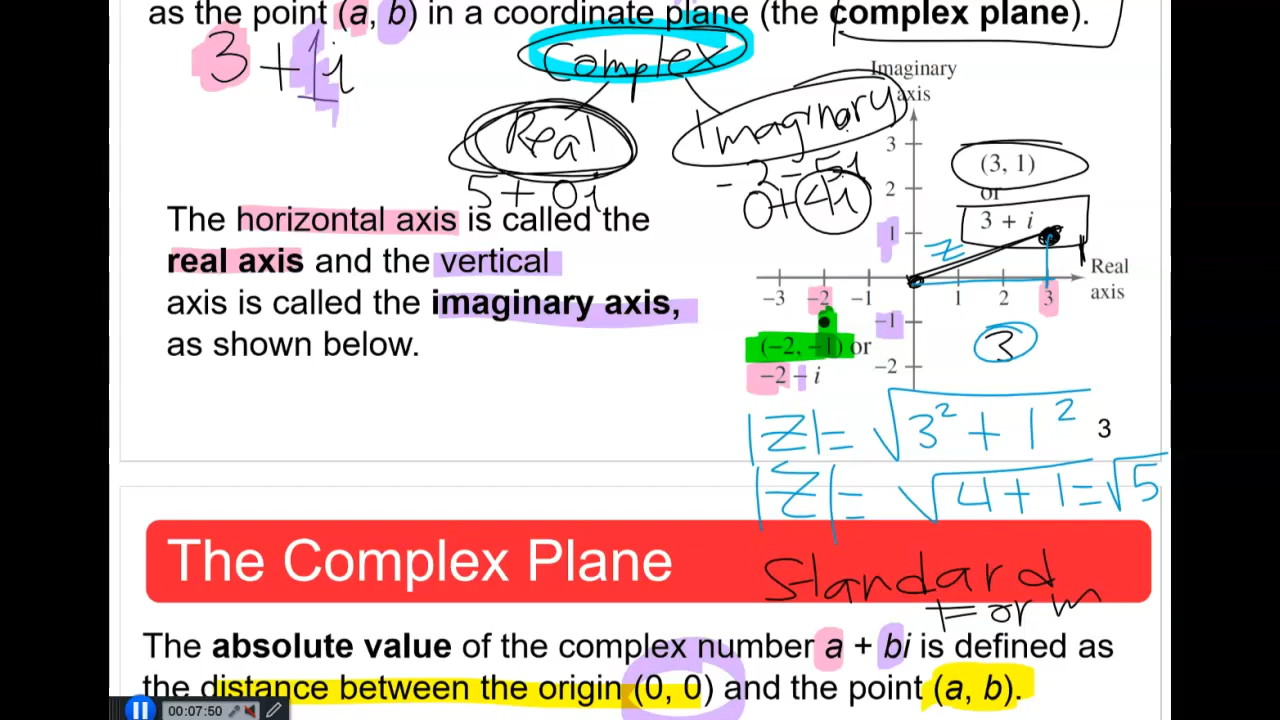 as the point (a, b) in a coordinate plane (the complex plane).
3 + 1i
Complex
Real
Imaginary
5 + 0i
-2 - 5i
0 + 4i
The horizontal axis is called the
real axis and the vertical
axis is called the imaginary axis,
as shown below.
Imaginary
axis
3
2
1
−1
−2
−3 −2 −1 1 2 3
Real
axis
(3, 1)
or
3 + i
z
(−2, −1) or
−2 − i
3
|z| = √3² + 1²
3
|z| = √4 + 1 = √5
The Complex Plane
Standard
Form
The absolute value of the complex number a + bi is defined as
the distance between the origin (0, 0) and the point (a, b).
00:07:50